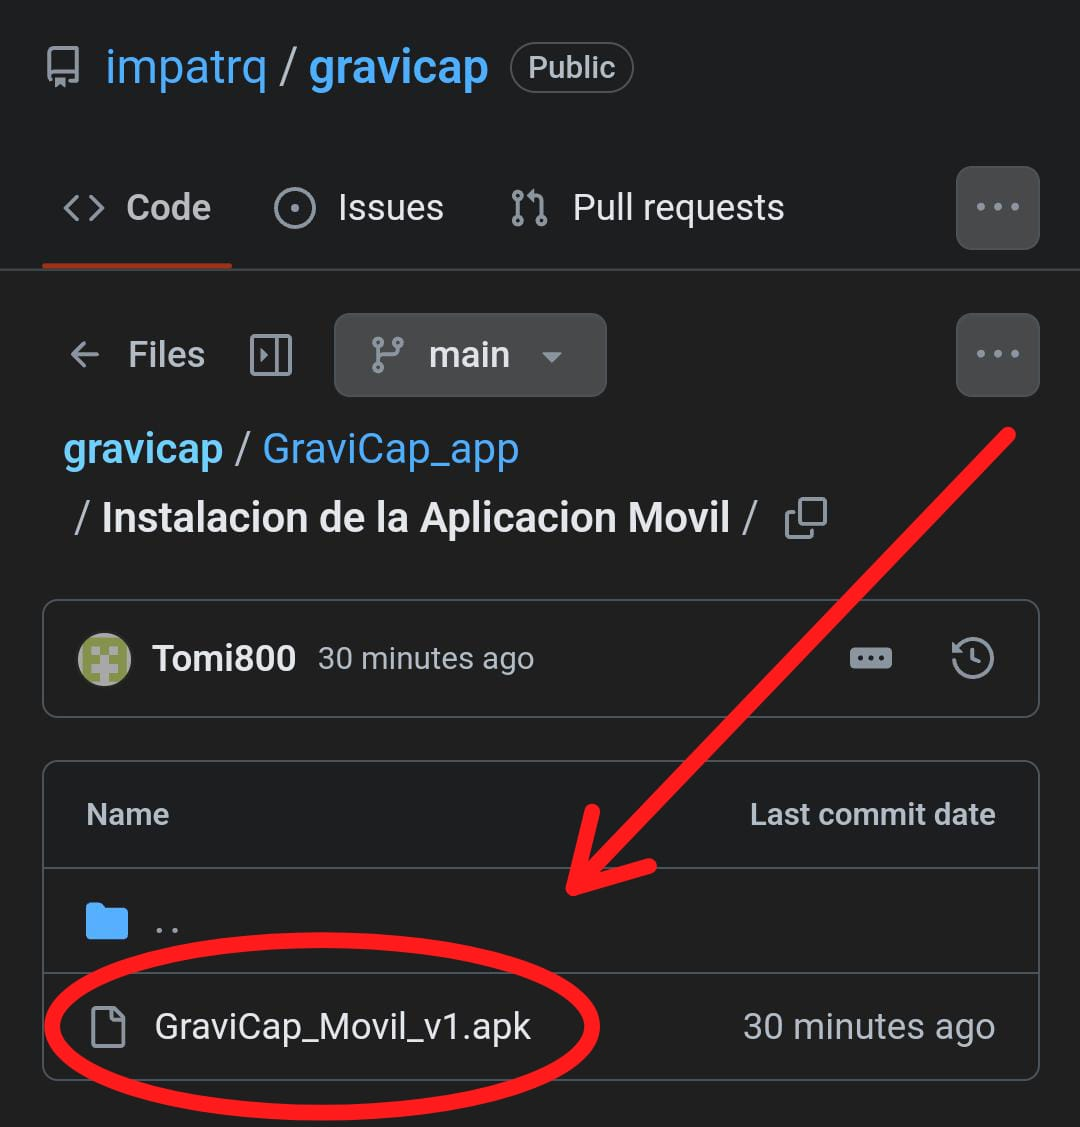 impatrq / gravicap Public
Code Issues Pull requests
Files main
gravicap / GraviCap_app
/ Instalacion de la Aplicacion Movil /
Tomi800 30 minutes ago
Name Last commit date
..
GraviCap_Movil_v1.apk 30 minutes ago